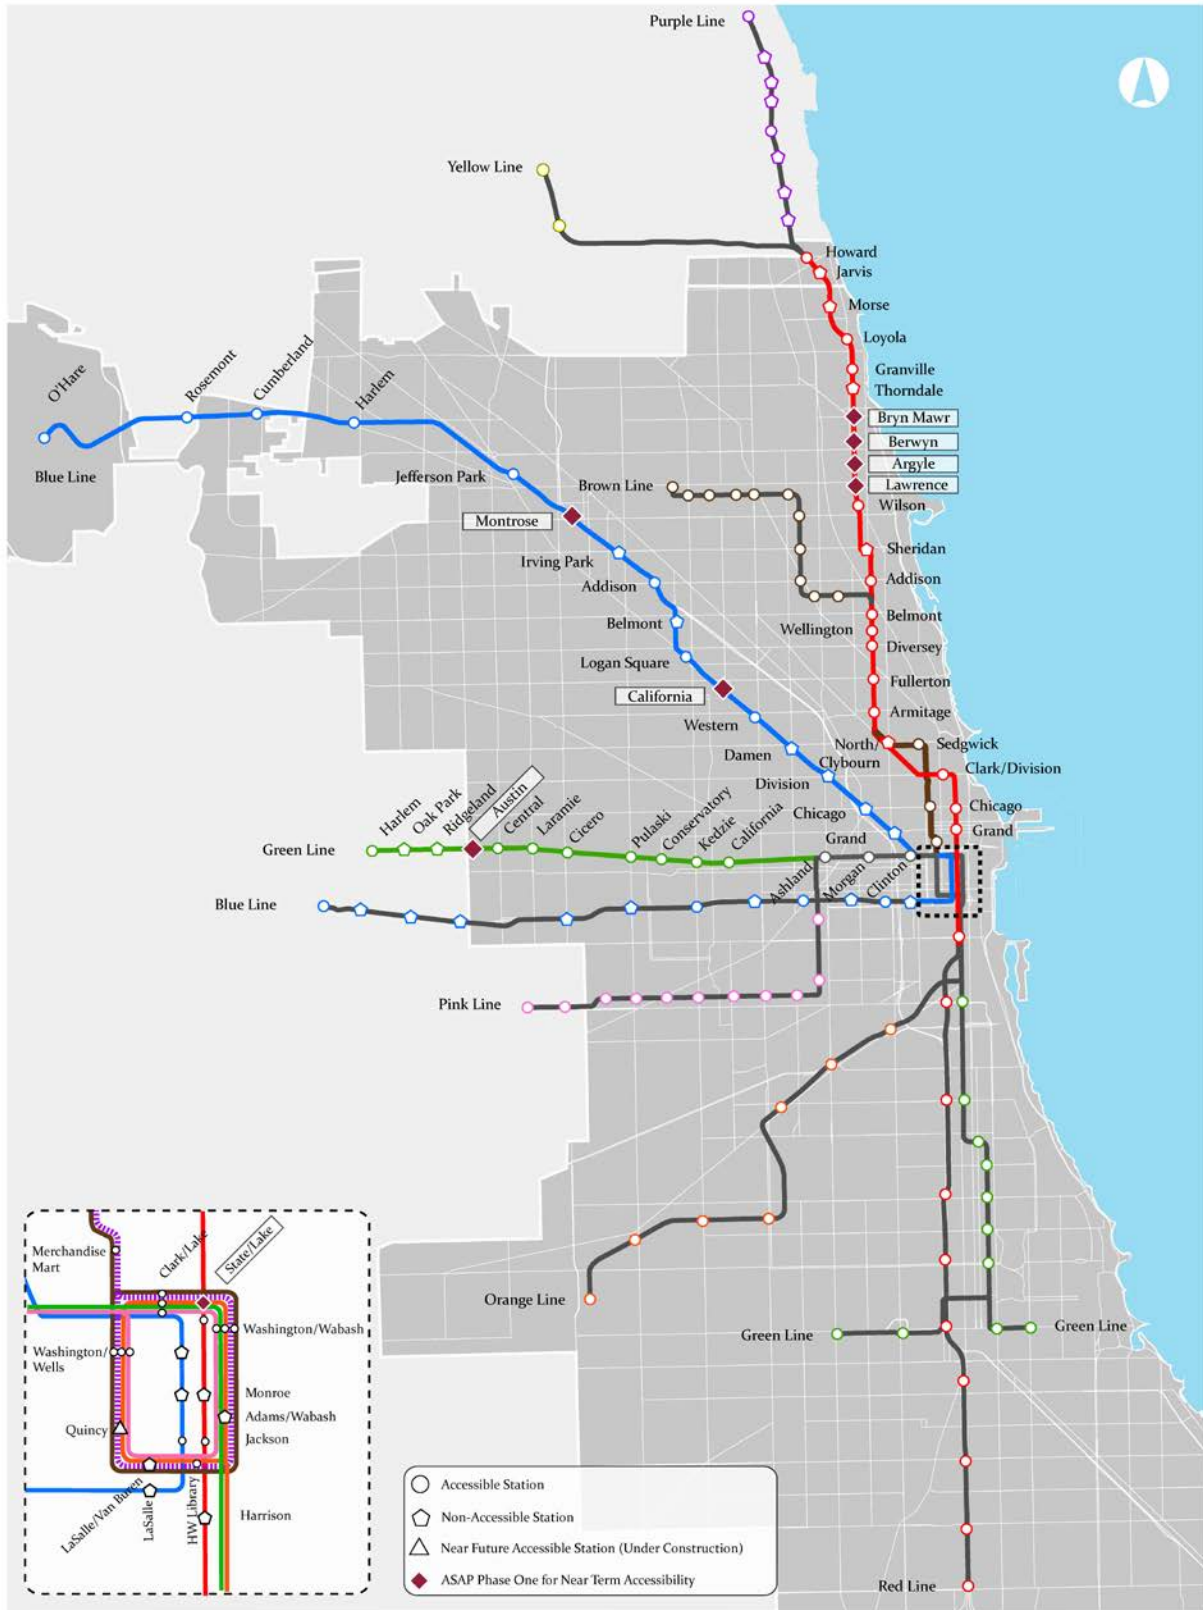 Purple Line
Yellow Line
Howard
Jarvis
Morse
Loyola
Granville
Thorndale
Bryn Mawr
Berwyn
Argyle
Lawrence
Wilson
Sheridan
Addison
Belmont
Wellington
Diversey
Fullerton
Armitage
North/
Clybourn
Sedgwick
Clark/Division
Chicago
Grand
O'Hare
Rosemont
Cumberland
Harlem
Blue Line
Jefferson Park
Brown Line
Montrose
Irving Park
Addison
Belmont
Logan Square
California
Western
Damen
Division
Chicago
Grand
Green Line
Harlem
Oak Park
Ridgeland
Austin
Central
Laramie
Cicero
Pulaski
Conservatory
Kedzie
California
Ashland
Morgan
Clinton
Blue Line
Pink Line
Orange Line
Green Line
Green Line
Red Line
Merchandise
Mart
Clark/Lake
State/Lake
Washington/Wabash
Washington/
Wells
Monroe
Adams/Wabash
Quincy
Jackson
LaSalle/Van Buren
LaSalle
HW Library
Harrison
Accessible Station
Non-Accessible Station
Near Future Accessible Station (Under Construction)
ASAP Phase One for Near Term Accessibility